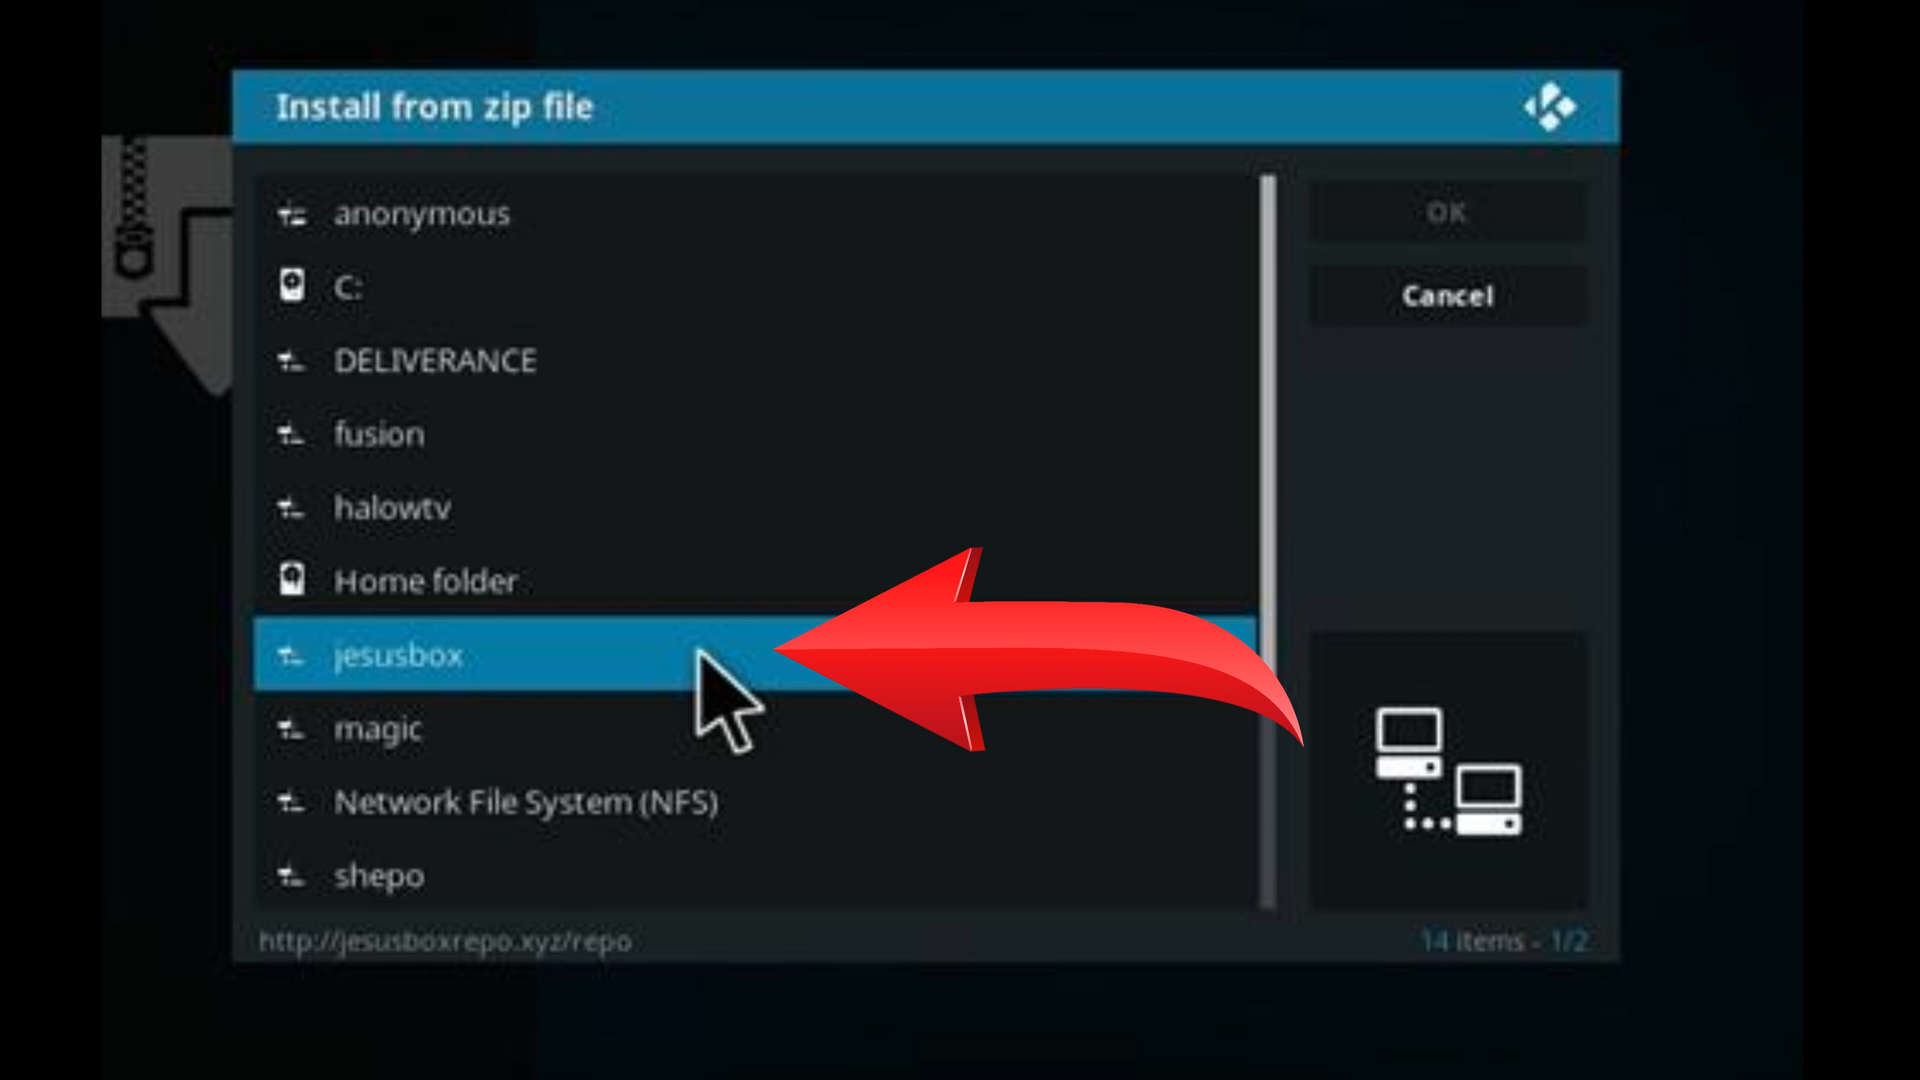 Install from zip file
anonymous
C:
DELIVERANCE
fusion
halowtv
Home folder
jesusbox
magic
Network File System (NFS)
shepo
OK
Cancel
http://jesusboxrepo.xyz/repo
14 items - 1/2